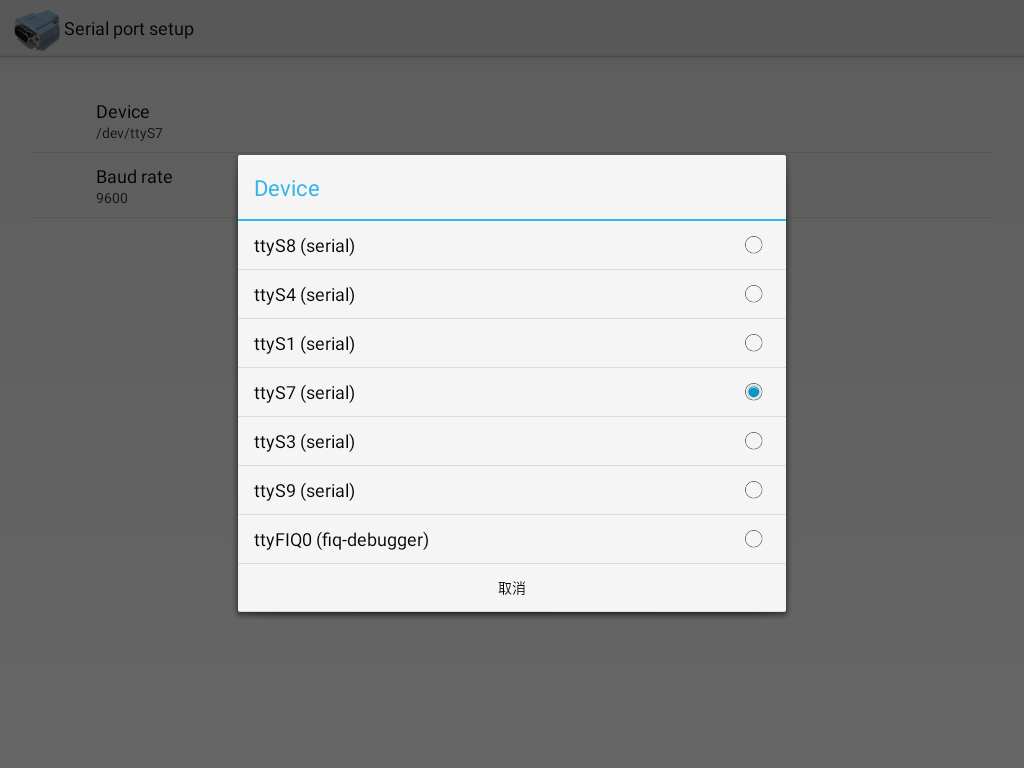 Serial port setup
Device
/dev/ttyS7
Baud rate
9600
Device
ttyS8 (serial)
ttyS4 (serial)
ttyS1 (serial)
ttyS7 (serial)
ttyS3 (serial)
ttyS9 (serial)
ttyFIQ0 (fiq-debugger)
取消